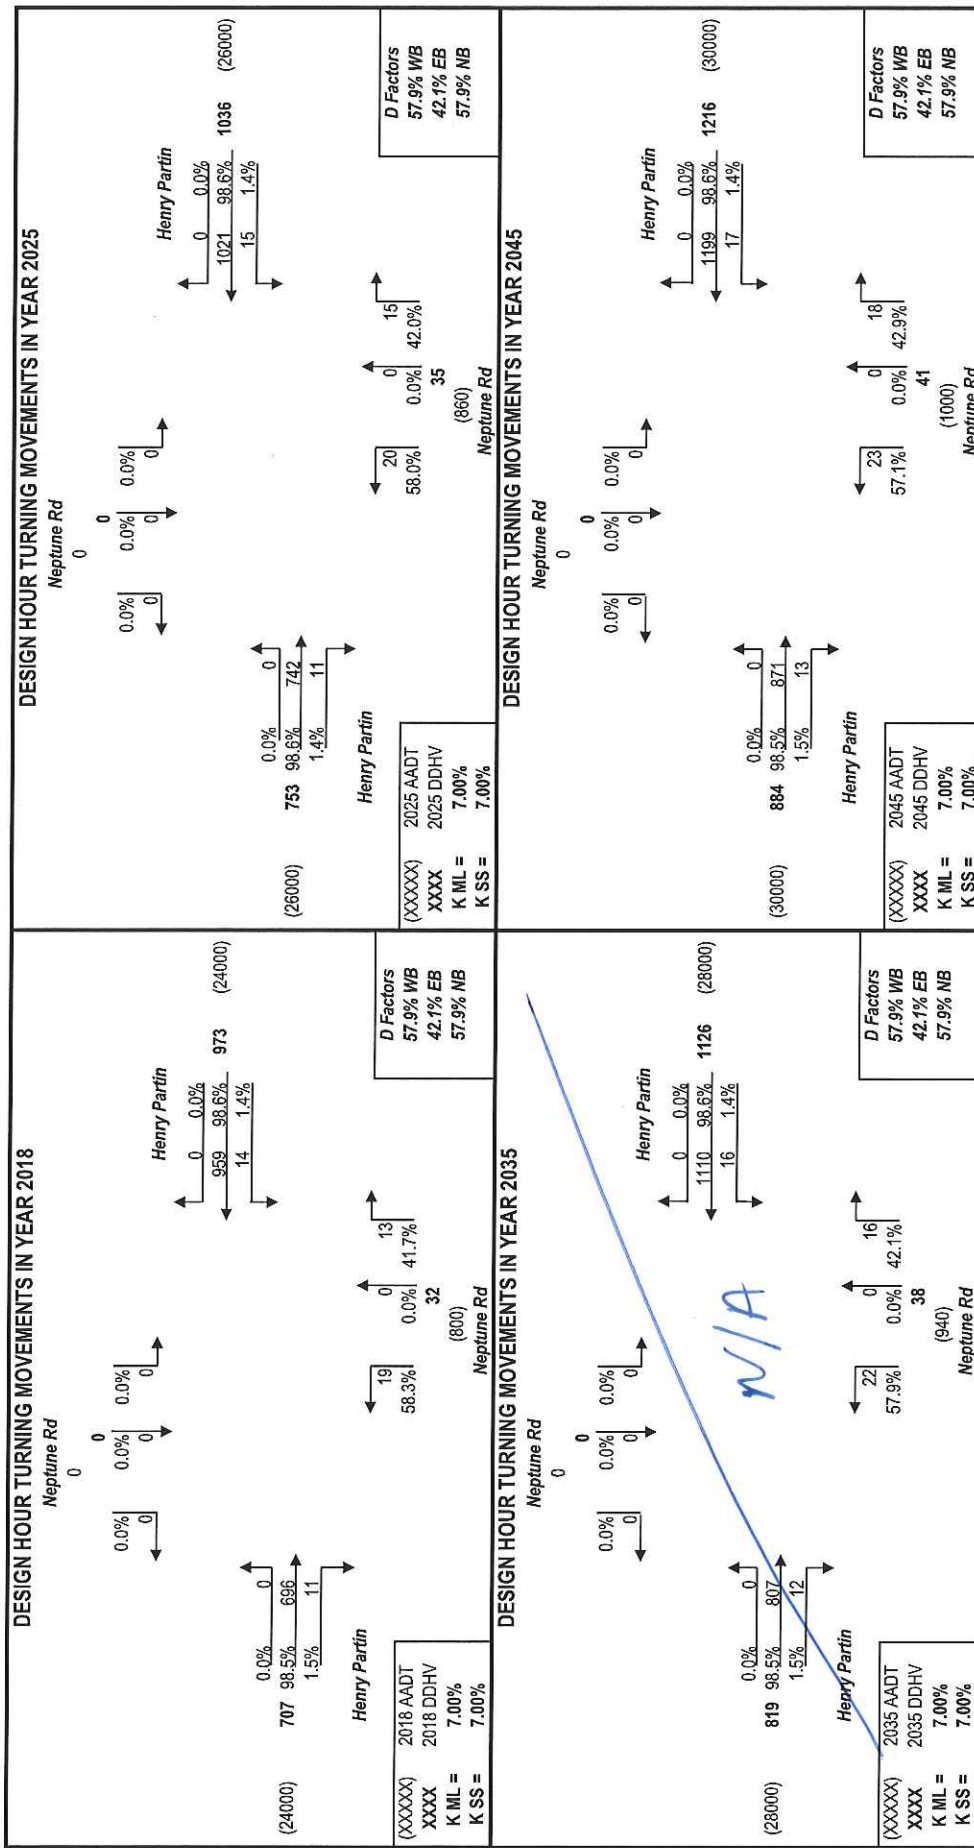 DESIGN HOUR TURNING MOVEMENTS IN YEAR 2018
Neptune Rd
0
0
0.0% 0.0% 0.0%
0 0 0
Henry Partin
0 0.0%
959 98.6% 973 (24000)
14 1.4%
0.0% 0
(24000) 707 98.5% 696
1.5% 11
Henry Partin
19 0 13
58.3% 0.0% 41.7%
32
(800)
Neptune Rd
(XXXXX) 2018 AADT
XXXX 2018 DDHV
K ML = 7.00%
K SS = 7.00%
D Factors
57.9% WB
42.1% EB
57.9% NB
DESIGN HOUR TURNING MOVEMENTS IN YEAR 2025
Neptune Rd
0
0
0.0% 0.0% 0.0%
0 0 0
Henry Partin
0 0.0%
1021 98.6% 1036 (26000)
15 1.4%
0.0% 0
(26000) 753 98.6% 742
1.4% 11
Henry Partin
20 0 15
58.0% 0.0% 42.0%
35
(860)
Neptune Rd
(XXXXX) 2025 AADT
XXXX 2025 DDHV
K ML = 7.00%
K SS = 7.00%
D Factors
57.9% WB
42.1% EB
57.9% NB
DESIGN HOUR TURNING MOVEMENTS IN YEAR 2035
Neptune Rd
0
0
0.0% 0.0% 0.0%
0 0 0
Henry Partin
0 0.0%
1110 98.6% 1126 (28000)
16 1.4%
N/A
0.0% 0
(28000) 819 98.5% 807
1.5% 12
Henry Partin
22 0 16
57.9% 0.0% 42.1%
38
(940)
Neptune Rd
(XXXXX) 2035 AADT
XXXX 2035 DDHV
K ML = 7.00%
K SS = 7.00%
D Factors
57.9% WB
42.1% EB
57.9% NB
DESIGN HOUR TURNING MOVEMENTS IN YEAR 2045
Neptune Rd
0
0
0.0% 0.0% 0.0%
0 0 0
Henry Partin
0 0.0%
1199 98.6% 1216 (30000)
17 1.4%
0.0% 0
(30000) 884 98.5% 871
1.5% 13
Henry Partin
23 0 18
57.1% 0.0% 42.9%
41
(1000)
Neptune Rd
(XXXXX) 2045 AADT
XXXX 2045 DDHV
K ML = 7.00%
K SS = 7.00%
D Factors
57.9% WB
42.1% EB
57.9% NB